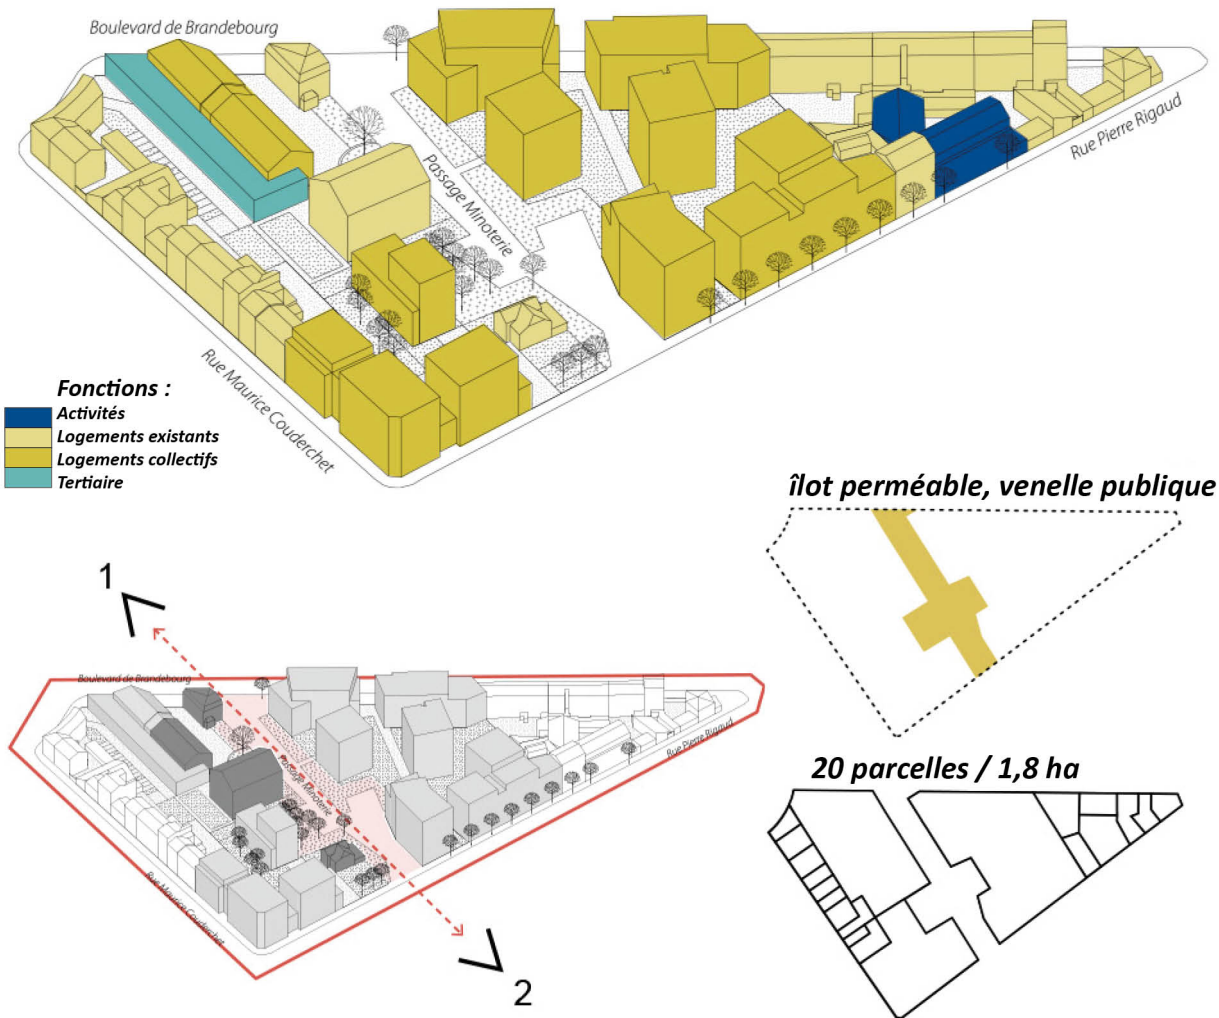 Boulevard de Brandebourg
Passage Minoterie
Rue Pierre Rigaud
Rue Maurice Couderchet
Fonctions :
Activités
Logements existants
Logements collectifs
Tertiaire
îlot perméable, venelle publique
1
Boulevard de Brandebourg
Passage Minoterie
Rue Pierre Rigaud
Rue Maurice Couderchet
2
20 parcelles / 1,8 ha